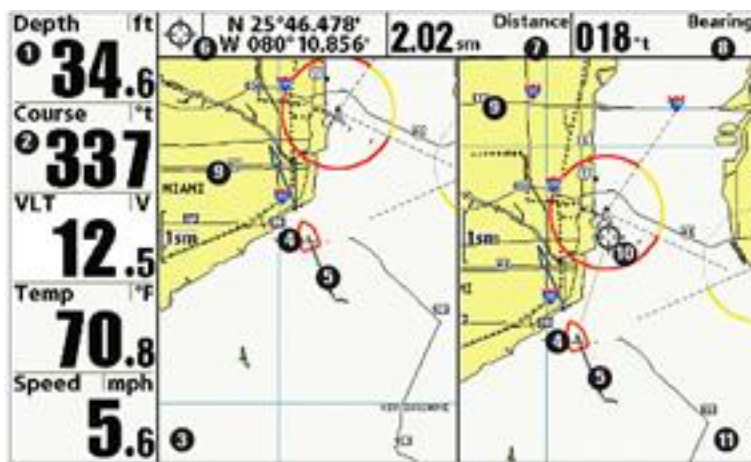 Depth ft
1 34.6
Course °t
2 337
VLT V
12.5
Temp °F
70.8
Speed mph
5.6
N 25°46.478'
W 080°10.856'
6
2.02 sm
Distance
7
018 °t
Bearing
8
9
MIAMI
1sm
4
5
3
9
1sm
10
4
5
11